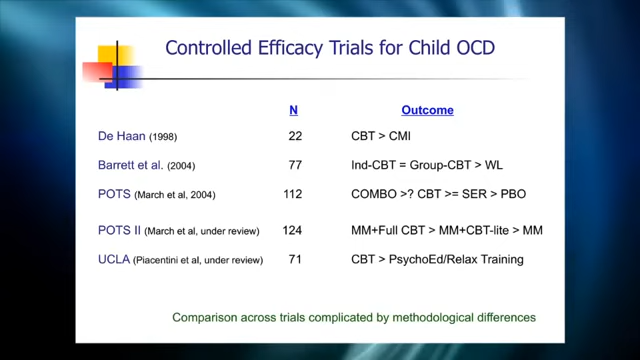 Controlled Efficacy Trials for Child OCD
N Outcome
De Haan (1998) 22 CBT > CMI
Barrett et al. (2004) 77 Ind-CBT = Group-CBT > WL
POTS (March et al, 2004) 112 COMBO >? CBT >= SER > PBO
POTS II (March et al, under review) 124 MM+Full CBT > MM+CBT-lite > MM
UCLA (Piacentini et al, under review) 71 CBT > PsychoEd/Relax Training
Comparison across trials complicated by methodological differences